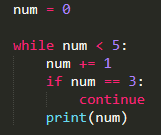 num = 0

while num < 5:
    num += 1
    if num == 3:
        continue
    print(num)